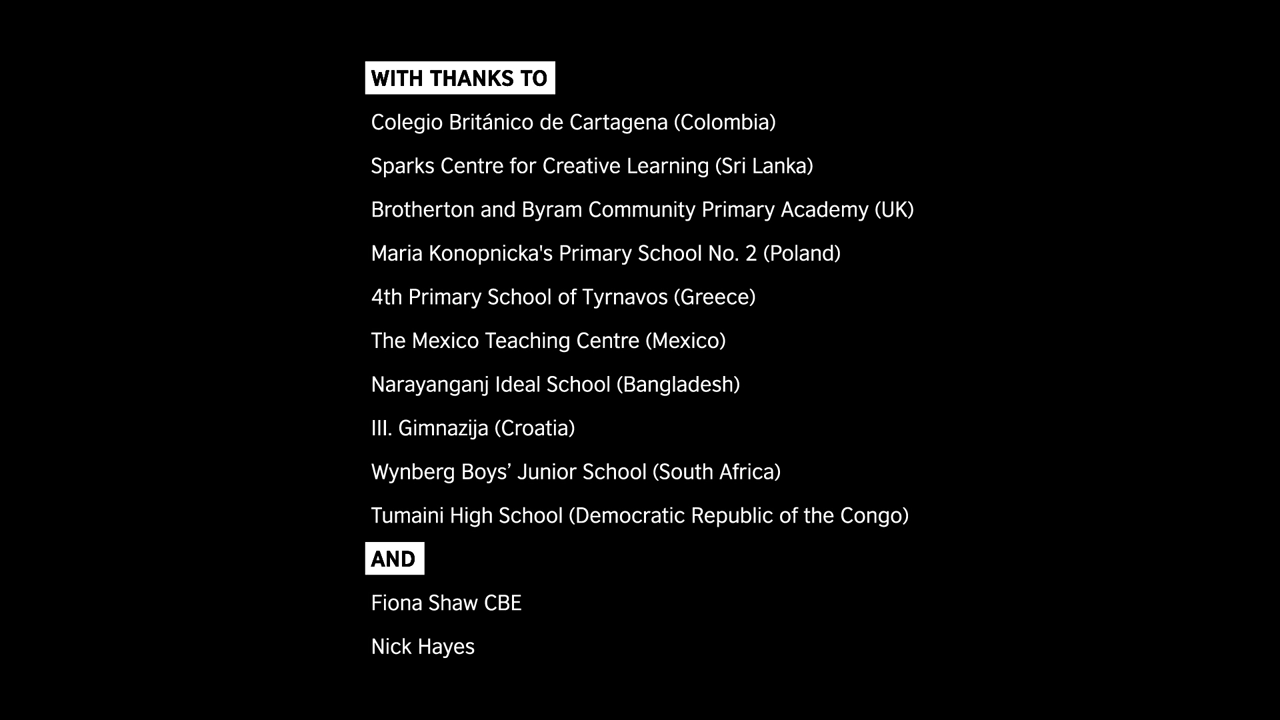 WITH THANKS TO
Colegio Británico de Cartagena (Colombia)
Sparks Centre for Creative Learning (Sri Lanka)
Brotherton and Byram Community Primary Academy (UK)
Maria Konopnicka's Primary School No. 2 (Poland)
4th Primary School of Tyrnavos (Greece)
The Mexico Teaching Centre (Mexico)
Narayanganj Ideal School (Bangladesh)
III. Gimnazija (Croatia)
Wynberg Boys’ Junior School (South Africa)
Tumaini High School (Democratic Republic of the Congo)
AND
Fiona Shaw CBE
Nick Hayes